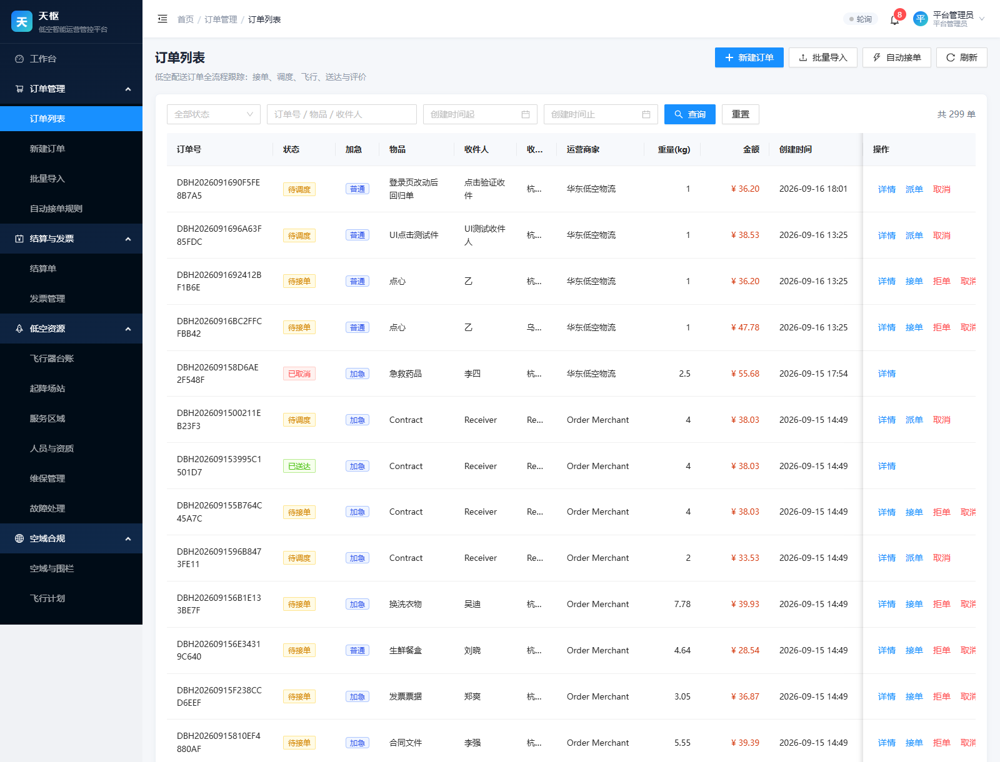 天
天枢
低空智能运营管控平台
工作台
订单管理
订单列表
新建订单
批量导入
自动接单规则
结算与发票
结算单
发票管理
低空资源
飞行器台账
起降场站
服务区域
人员与资质
维保管理
故障处理
空域合规
空域与围栏
飞行计划
首页 / 订单管理 / 订单列表
轮询
8
平
平台管理员
平台管理员
订单列表
低空配送订单全流程跟踪：接单、调度、飞行、送达与评价
新建订单 批量导入 自动接单 刷新
全部状态 订单号 / 物品 / 收件人 创建时间起 创建时间止 查询 重置 共 299 单
订单号 状态 加急 物品 收件人 收... 运营商家 重量(kg) 金额 创建时间 操作
DBH2026091690F5FE
8B7A5
待调度 普通 登录页改动后
回归单
点击验证收
件
杭... 华东低空物流 1 ¥ 36.20 2026-09-16 18:01 详情 派单 取消
DBH2026091696A63F
85FDC
待调度 普通 UI点击测试件 UI测试收件
人
杭... 华东低空物流 1 ¥ 38.53 2026-09-16 13:25 详情 派单 取消
DBH2026091692412B
F1B6E
待接单 普通 点心 乙 杭... 华东低空物流 1 ¥ 36.20 2026-09-16 13:25 详情 接单 拒单 取消
DBH20260916BC2FFC
FBB42
待接单 普通 点心 乙 乌... 华东低空物流 1 ¥ 47.78 2026-09-16 13:25 详情 接单 拒单 取消
DBH202609158D6AE
2F548F
已取消 加急 急救药品 李四 杭... 华东低空物流 2.5 ¥ 55.68 2026-09-15 17:54 详情
DBH2026091500211E
B23F3
待调度 加急 Contract Receiver Re... Order Merchant 4 ¥ 38.03 2026-09-15 14:49 详情 派单 取消
DBH202609153995C1
501D7
已送达 加急 Contract Receiver Re... Order Merchant 4 ¥ 38.03 2026-09-15 14:49 详情
DBH202609155B764C
45A7C
待接单 加急 Contract Receiver Re... Order Merchant 4 ¥ 38.03 2026-09-15 14:49 详情 接单 拒单 取消
DBH2026091596B847
3FE11
待调度 加急 Contract Receiver Re... Order Merchant 2 ¥ 33.53 2026-09-15 14:49 详情 派单 取消
DBH202609156B1E13
3BE7F
待接单 加急 换洗衣物 吴迪 杭... Order Merchant 7.78 ¥ 39.93 2026-09-15 14:49 详情 接单 拒单 取消
DBH202609156E3431
9C640
待接单 普通 生鲜餐盒 刘晓 杭... Order Merchant 4.64 ¥ 28.54 2026-09-15 14:49 详情 接单 拒单 取消
DBH20260915F238CC
D6EEF
待接单 加急 发票票据 郑爽 杭... Order Merchant 3.05 ¥ 36.87 2026-09-15 14:49 详情 接单 拒单 取消
DBH20260915810EF4
880AF
待接单 加急 合同文件 李强 杭... Order Merchant 5.55 ¥ 39.39 2026-09-15 14:49 详情 接单 拒单 取消